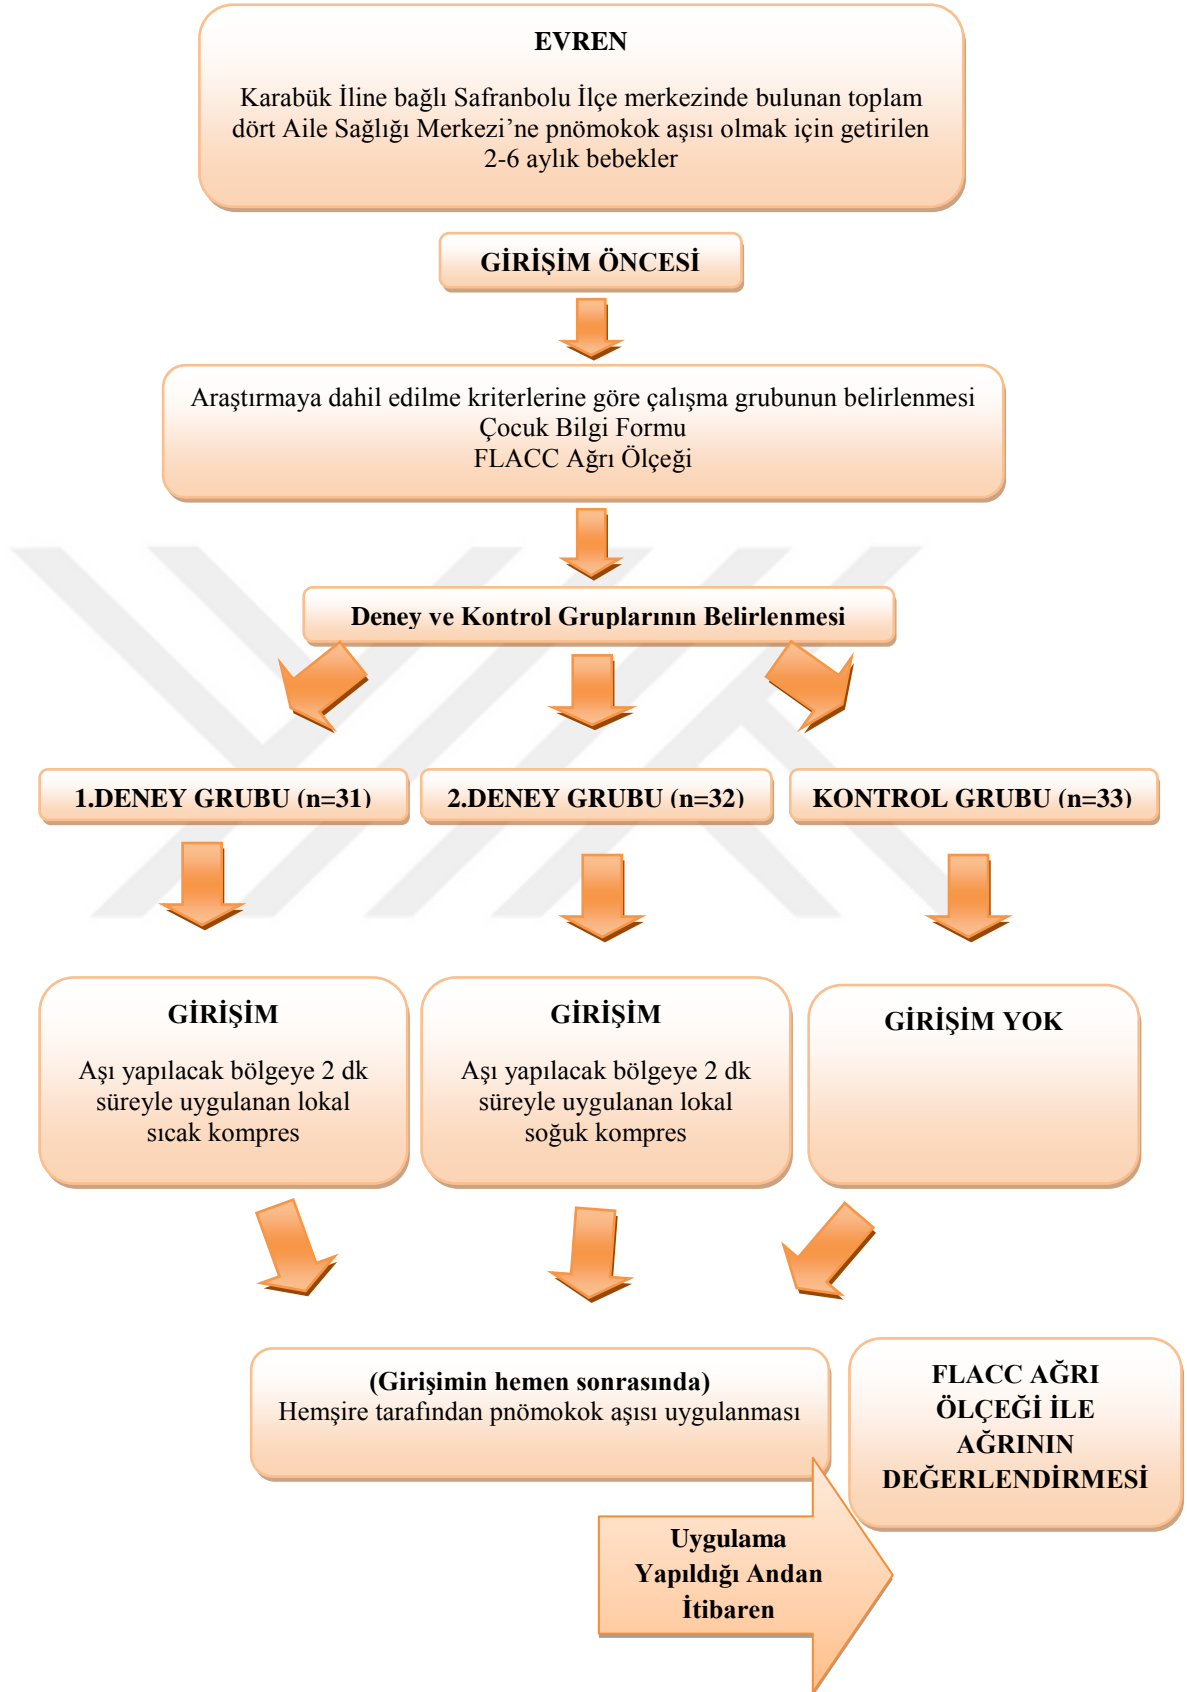 EVREN
Karabük İline bağlı Safranbolu İlçe merkezinde bulunan toplam
dört Aile Sağlığı Merkezi’ne pnömokok aşısı olmak için getirilen
2-6 aylık bebekler
GİRİŞİM ÖNCESİ
Araştırmaya dahil edilme kriterlerine göre çalışma grubunun belirlenmesi
Çocuk Bilgi Formu
FLACC Ağrı Ölçeği
Deney ve Kontrol Gruplarının Belirlenmesi
1.DENEY GRUBU (n=31)
2.DENEY GRUBU (n=32)
KONTROL GRUBU (n=33)
GİRİŞİM
Aşı yapılacak bölgeye 2 dk
süreyle uygulanan lokal
sıcak kompres
GİRİŞİM
Aşı yapılacak bölgeye 2 dk
süreyle uygulanan lokal
soğuk kompres
GİRİŞİM YOK
(Girişimin hemen sonrasında)
Hemşire tarafından pnömokok aşısı uygulanması
FLACC AĞRI
ÖLÇEĞİ İLE
AĞRININ
DEĞERLENDİRMESİ
Uygulama
Yapıldığı Andan
İtibaren